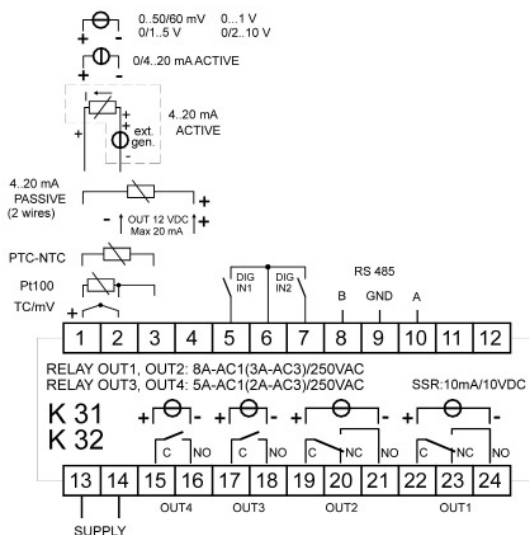 0..50/60 mV 0...1 V
0/1..5 V 0/2..10 V
+ -
0/4..20 mA ACTIVE
+ -
I
+
+
4..20 mA
ACTIVE
ext.
gen.
+
-
4..20 mA
PASSIVE
(2 wires)
+
- OUT 12 VDC +
Max 20 mA
PTC-NTC
Pt100
TC/mV
+ -
DIG
IN1
DIG
IN2
RS 485
B GND A
1 2 3 4 5 6 7 8 9 10 11 12
RELAY OUT1, OUT2: 8A-AC1(3A-AC3)/250VAC
RELAY OUT3, OUT4: 5A-AC1(2A-AC3)/250VAC
SSR:10mA/10VDC
K 31
K 32
+ - + - + - + -
C NO C NO C NC NO C NC NO
13 14 15 16 17 18 19 20 21 22 23 24
SUPPLY OUT4 OUT3 OUT2 OUT1